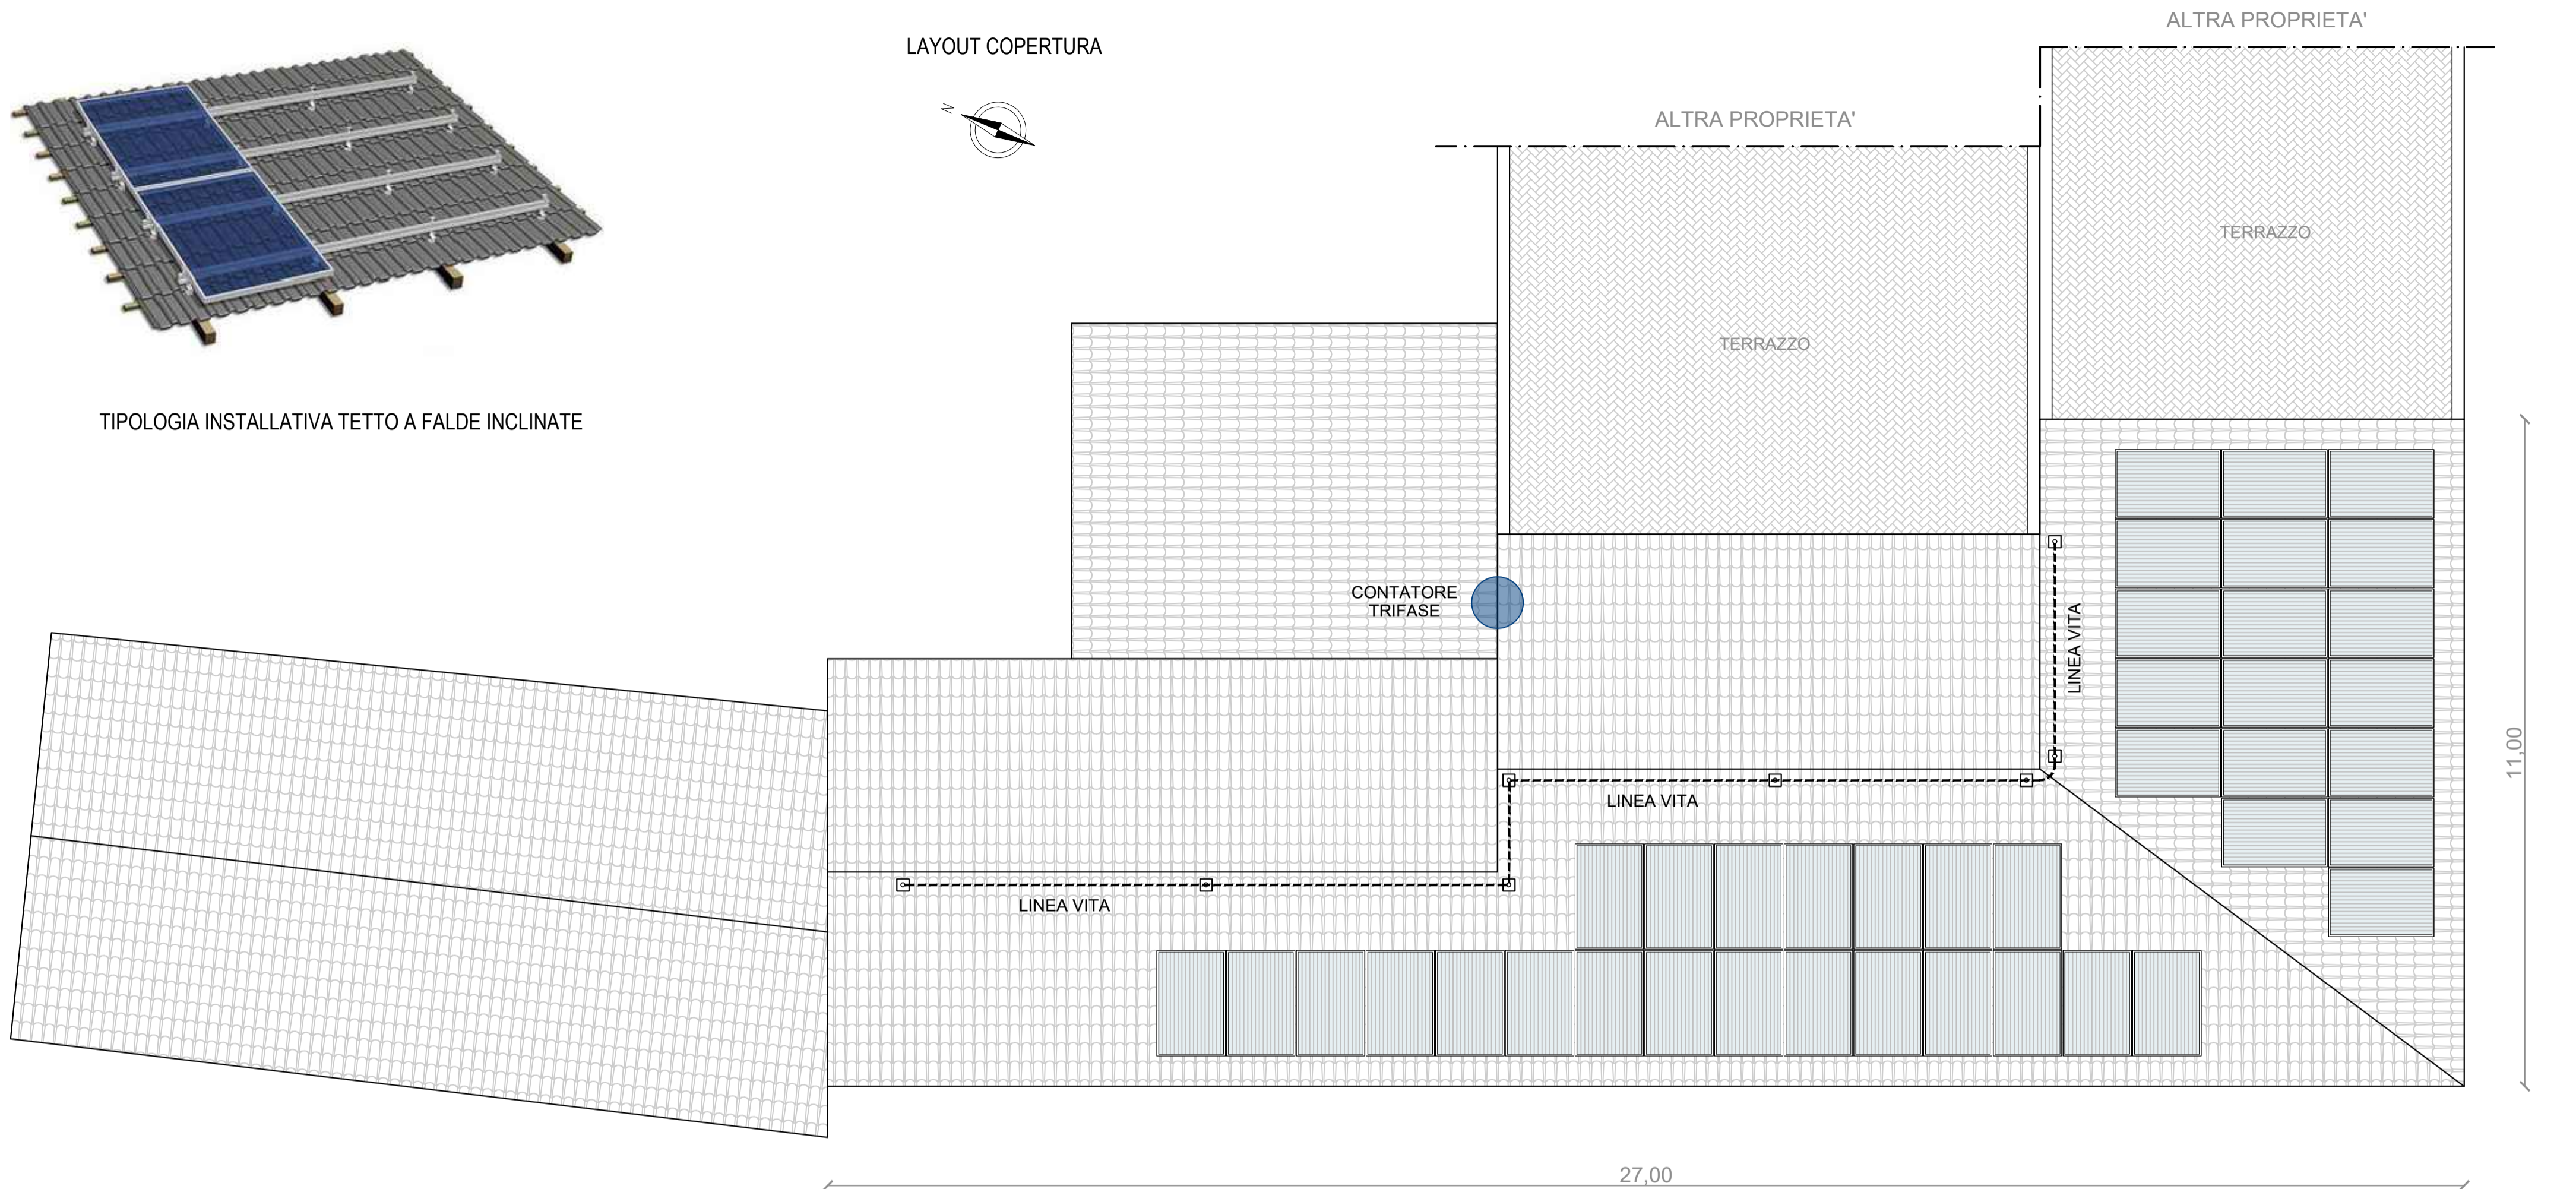 ALTRA PROPRIETA'
LAYOUT COPERTURA
N
ALTRA PROPRIETA'
TERRAZZO
TERRAZZO
TIPOLOGIA INSTALLATIVA TETTO A FALDE INCLINATE
CONTATORE
TRIFASE
LINEA VITA
LINEA VITA
LINEA VITA
11,00
27,00